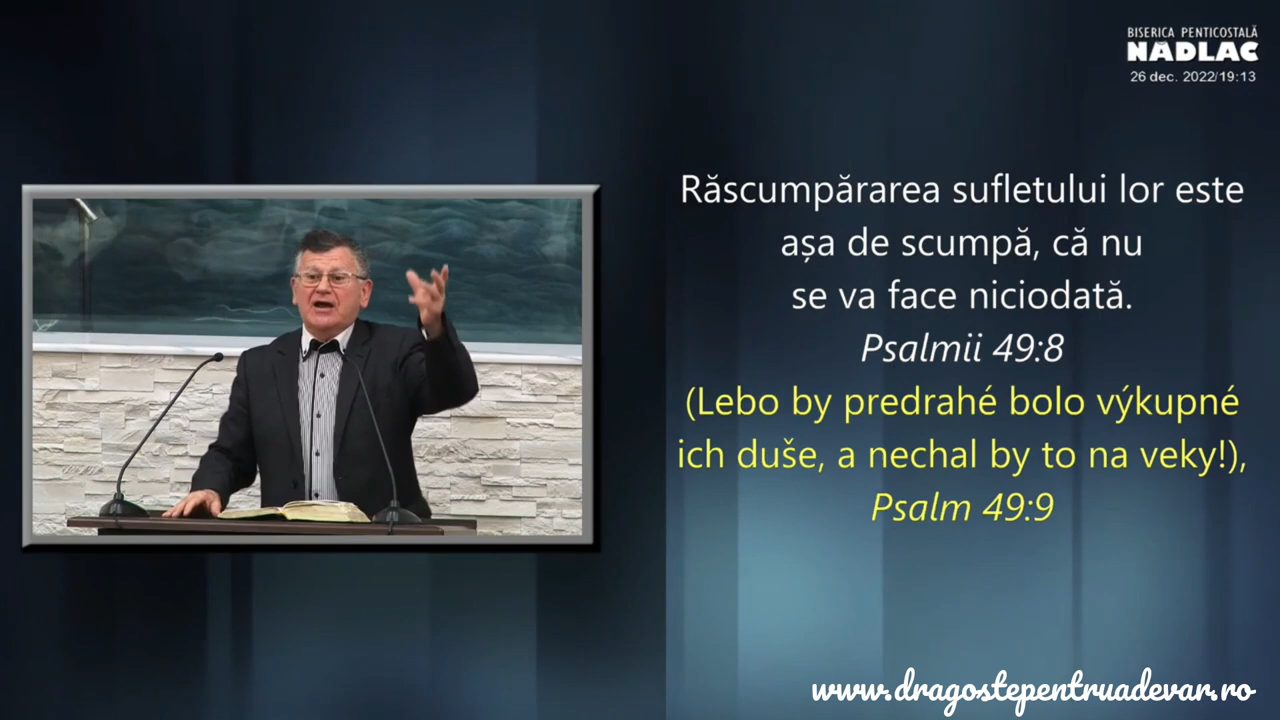 BISERICA PENTICOSTALĂ
NĂDLAC
26 dec. 2022/19:13
Răscumpărarea sufletului lor este
așa de scumpă, că nu
se va face niciodată.
Psalmii 49:8
(Lebo by predrahé bolo výkupné
ich duše, a nechal by to na veky!),
Psalm 49:9
www.dragostepentruadevar.ro